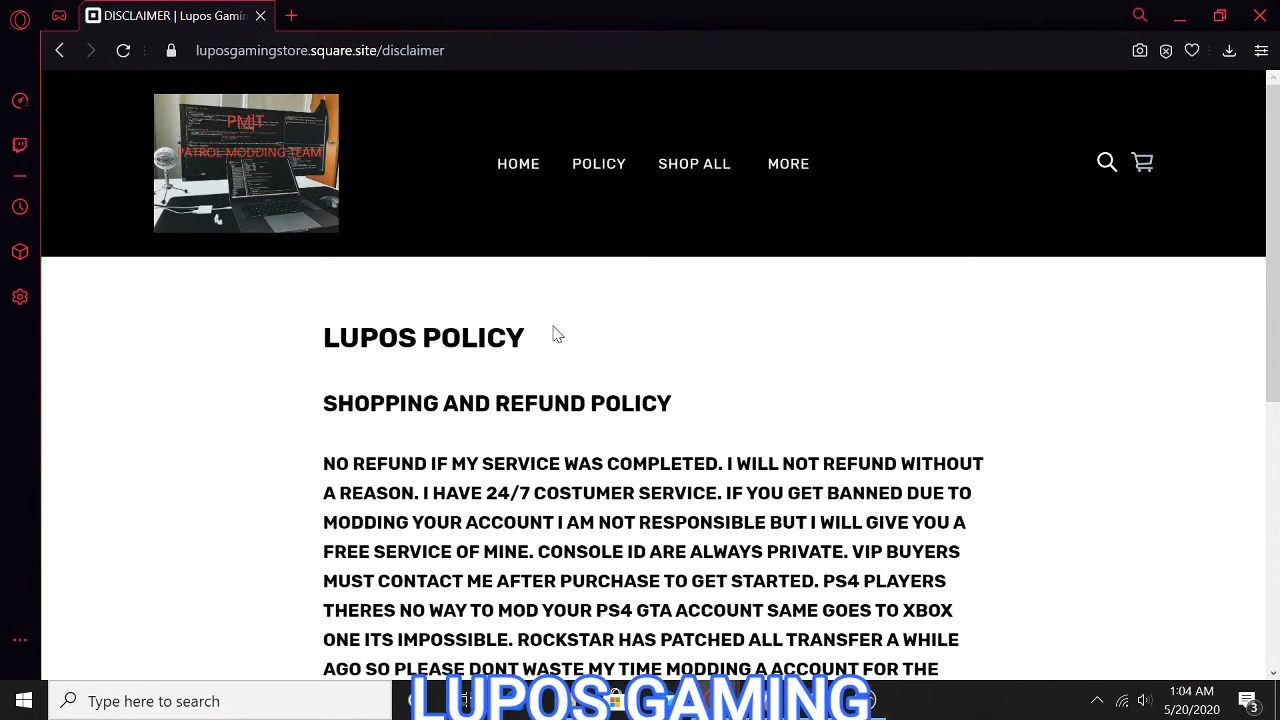 DISCLAIMER | Lupos Gamin
luposgamingstore.square.site/disclaimer
PMT
PATROL MODDING TEAM
HOME POLICY SHOP ALL MORE
LUPOS POLICY
SHOPPING AND REFUND POLICY
NO REFUND IF MY SERVICE WAS COMPLETED. I WILL NOT REFUND WITHOUT
A REASON. I HAVE 24/7 COSTUMER SERVICE. IF YOU GET BANNED DUE TO
MODDING YOUR ACCOUNT I AM NOT RESPONSIBLE BUT I WILL GIVE YOU A
FREE SERVICE OF MINE. CONSOLE ID ARE ALWAYS PRIVATE. VIP BUYERS
MUST CONTACT ME AFTER PURCHASE TO GET STARTED. PS4 PLAYERS
THERES NO WAY TO MOD YOUR PS4 GTA ACCOUNT SAME GOES TO XBOX
ONE ITS IMPOSSIBLE. ROCKSTAR HAS PATCHED ALL TRANSFER A WHILE
AGO SO PLEASE DONT WASTE MY TIME MODDING A ACCOUNT FOR THE
LUPOS GAMING
Type here to search
1:04 AM
5/20/2020
3